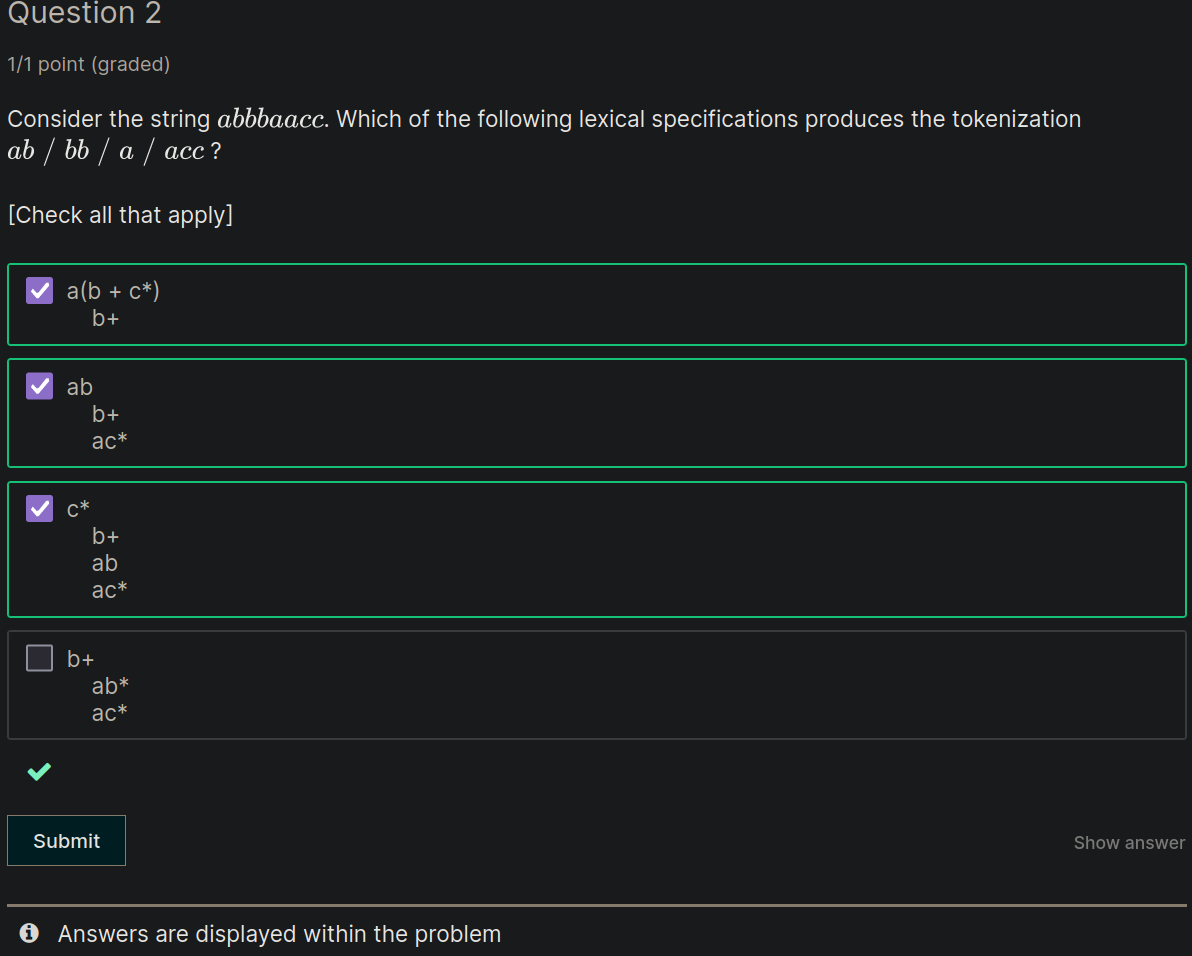 Question 2
1/1 point (graded)
Consider the string abbbaacc. Which of the following lexical specifications produces the tokenization
ab / bb / a / acc ?
[Check all that apply]
a(b + c*)
b+
ab
b+
ac*
c*
b+
ab
ac*
b+
ab*
ac*
Submit
Show answer
Answers are displayed within the problem